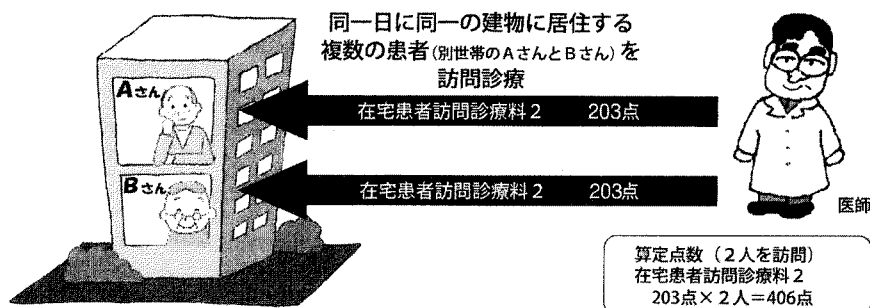 同一日に同一の建物に居住する
複数の患者(別世帯のAさんとBさん)を
訪問診療
Aさん
在宅患者訪問診療料2 203点
Bさん
在宅患者訪問診療料2 203点
医師
算定点数(2人を訪問)
在宅患者訪問診療料2
203点×2人=406点